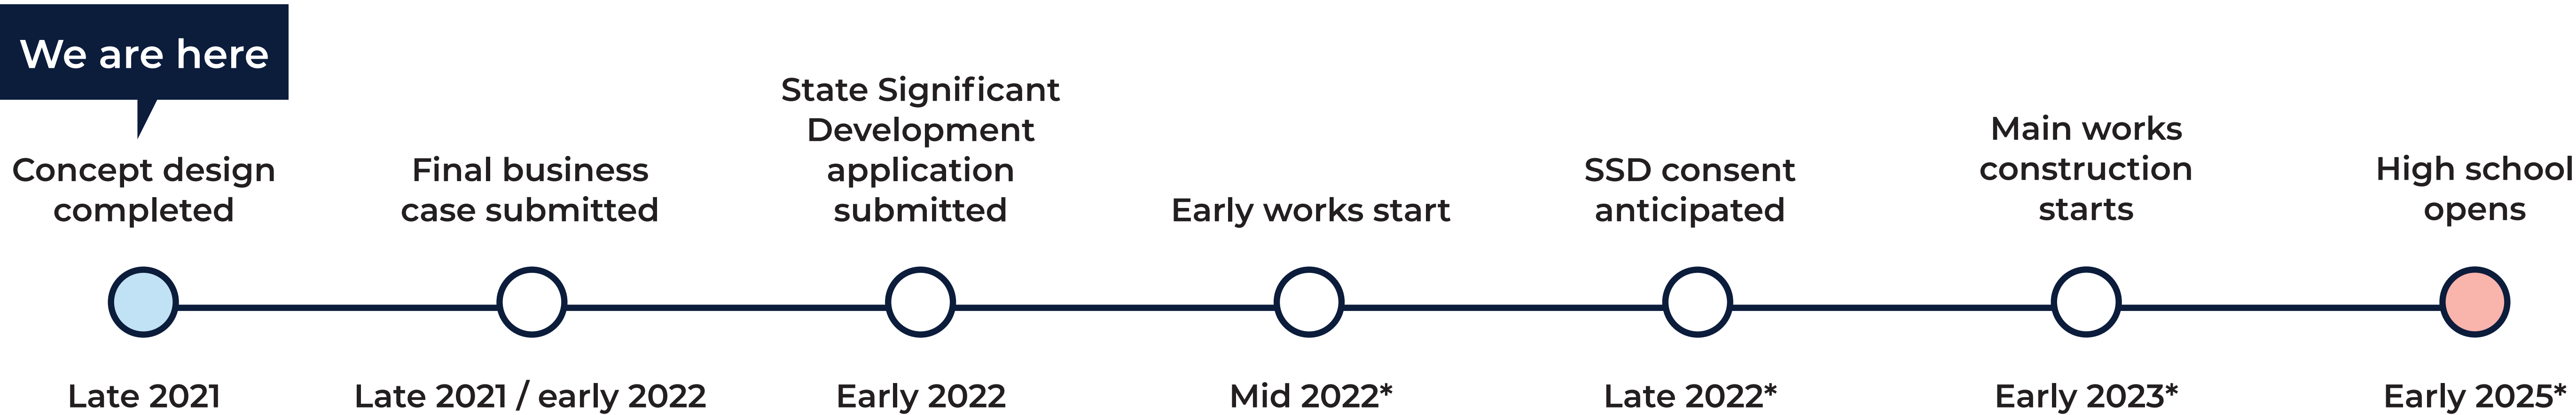 We are here
Concept design
completed
Late 2021
Final business
case submitted
Late 2021 / early 2022
State Significant
Development
application
submitted
Early 2022
Early works start
Mid 2022*
SSD consent
anticipated
Late 2022*
Main works
construction
starts
Early 2023*
High school
opens
Early 2025*